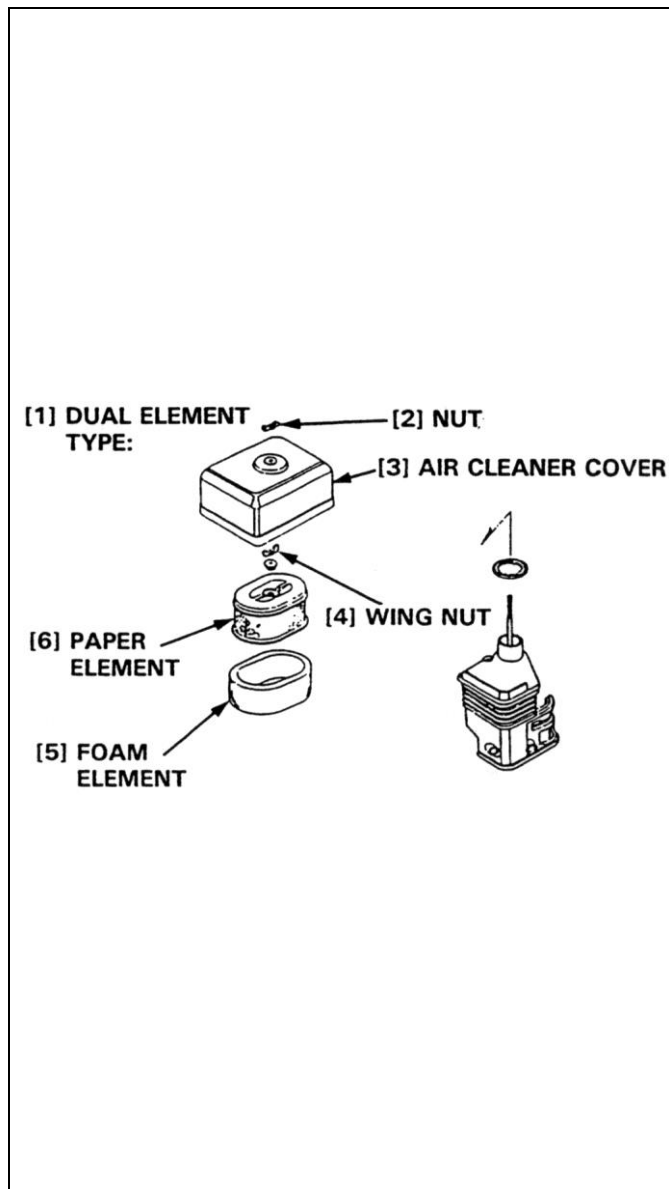 [1] DUAL ELEMENT
TYPE:
[2] NUT
[3] AIR CLEANER COVER
[4] WING NUT
[6] PAPER
ELEMENT
[5] FOAM
ELEMENT